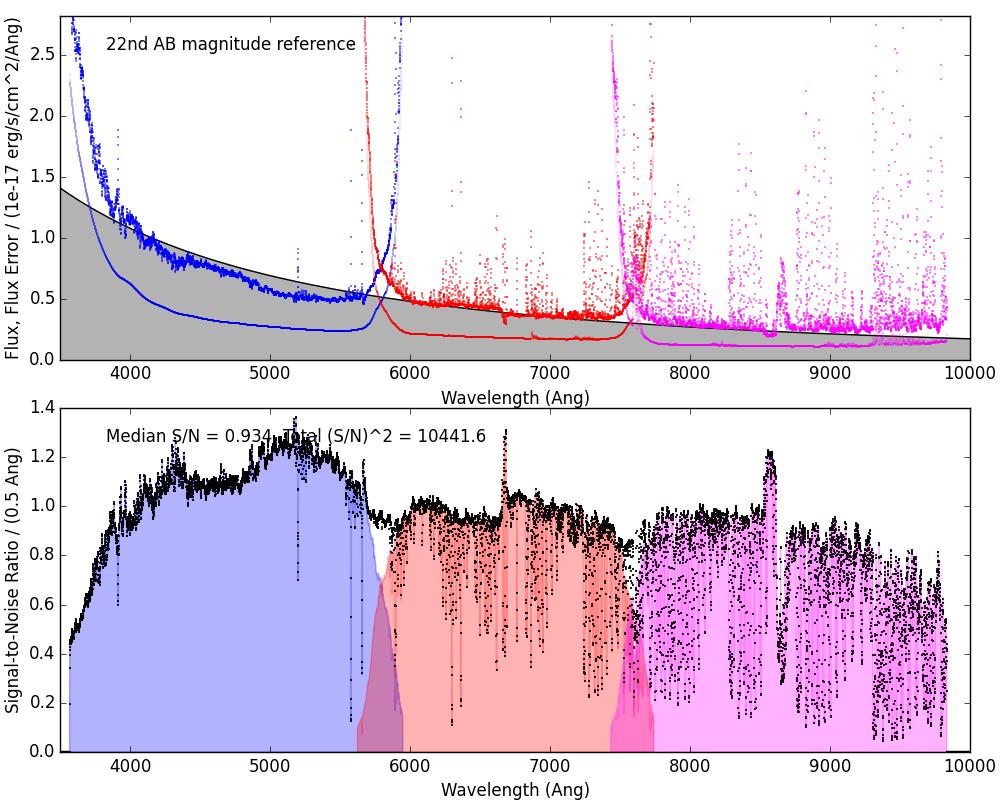 22nd AB magnitude reference
Flux, Flux Error / (1e-17 erg/s/cm^2/Ang)
2.5
2.0
1.5
1.0
0.5
0.0
4000 5000 6000 7000 8000 9000 10000
Wavelength (Ang)
Median S/N = 0.934, Total (S/N)^2 = 10441.6
Signal-to-Noise Ratio / (0.5 Ang)
1.4
1.2
1.0
0.8
0.6
0.4
0.2
0.0
4000 5000 6000 7000 8000 9000 10000
Wavelength (Ang)